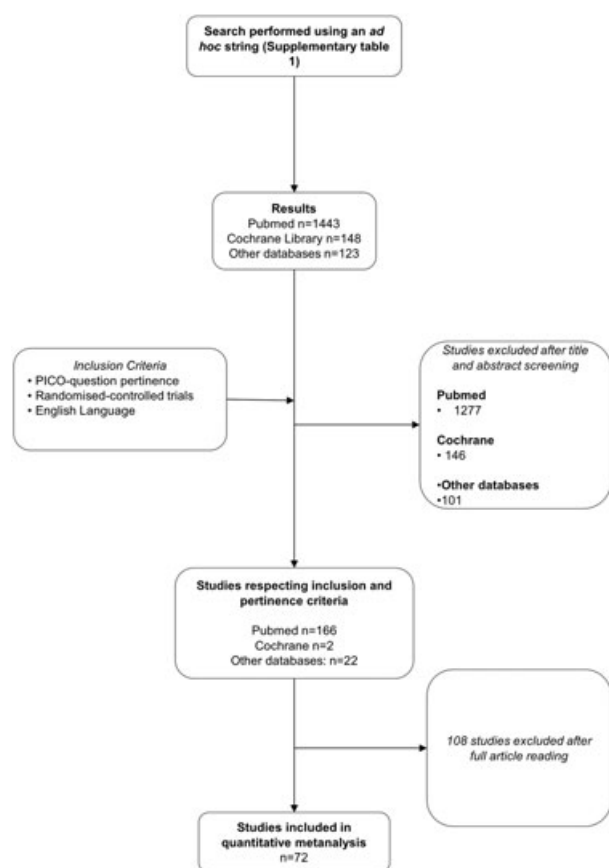 Search performed using an ad
hoc string (Supplementary table
1)
Results
Pubmed n=1443
Cochrane Library n=148
Other databases n=123
Inclusion Criteria
• PICO-question pertinence
• Randomised-controlled trials
• English Language
Studies excluded after title
and abstract screening
Pubmed
• 1277
Cochrane
• 146
•Other databases
•101
Studies respecting inclusion and
pertinence criteria
Pubmed n=166
Cochrane n=2
Other databases: n=22
108 studies excluded after
full article reading
Studies included in
quantitative metanalysis
n=72